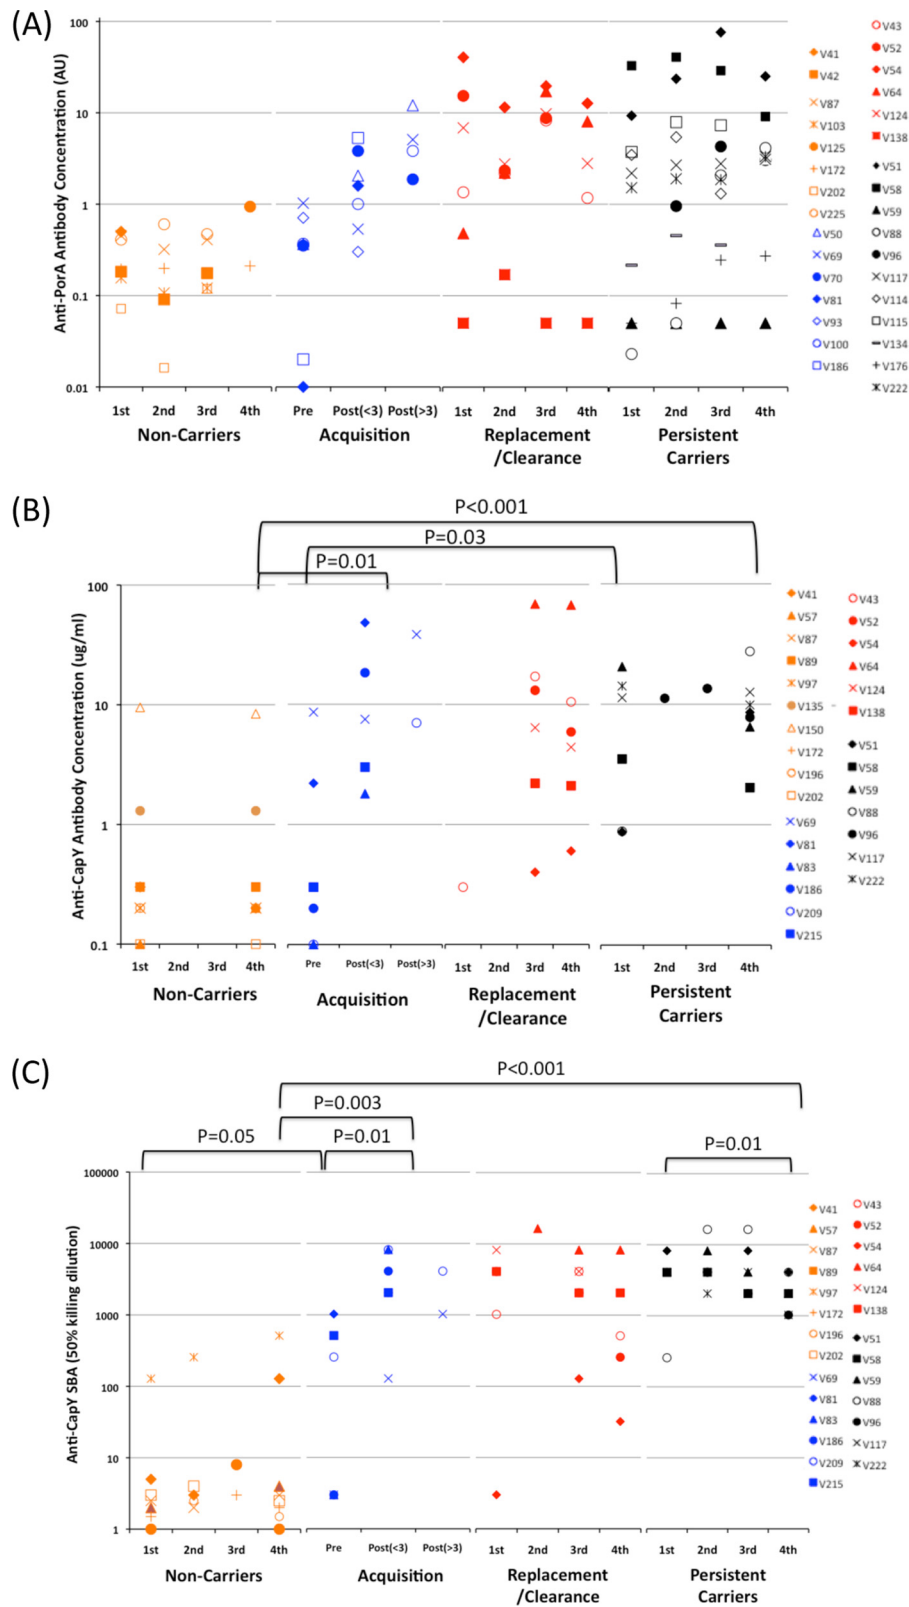 (A)
Anti-PorA Antibody Concentration (AU)
100
10
1
0.1
0.01
1st 2nd 3rd 4th
Non-Carriers
Pre Post(<3) Post(>3)
Acquisition
1st 2nd 3rd 4th
Replacement
/Clearance
1st 2nd 3rd 4th
Persistent
Carriers
V41
V42
V87
V103
V125
V172
V202
V225
V50
V69
V70
V81
V93
V100
V186
V43
V52
V54
V64
V124
V138
V51
V58
V59
V88
V96
V117
V114
V115
V134
V176
V222
(B)
P<0.001
P=0.03
P=0.01
Anti-CapY Antibody Concentration (ug/ml)
100
10
1
0.1
1st 2nd 3rd 4th
Non-Carriers
Pre Post(<3) Post(>3)
Acquisition
1st 2nd 3rd 4th
Replacement
/Clearance
1st 2nd 3rd 4th
Persistent
Carriers
V41
V57
V87
V89
V97
V135
V150
V172
V196
V202
V69
V81
V83
V186
V209
V215
V43
V52
V54
V64
V124
V138
V51
V58
V59
V88
V96
V117
V222
(C)
P<0.001
P=0.003
P=0.05
P=0.01
P=0.01
Anti-CapY SBA (50% killing dilution)
100000
10000
1000
100
10
1
1st 2nd 3rd 4th
Non-Carriers
Pre Post(<3) Post(>3)
Acquisition
1st 2nd 3rd 4th
Replacement
/Clearance
1st 2nd 3rd 4th
Persistent
Carriers
V41
V57
V87
V89
V97
V172
V196
V202
V69
V81
V83
V186
V209
V215
V43
V52
V54
V64
V124
V138
V51
V58
V59
V88
V96
V117
V222